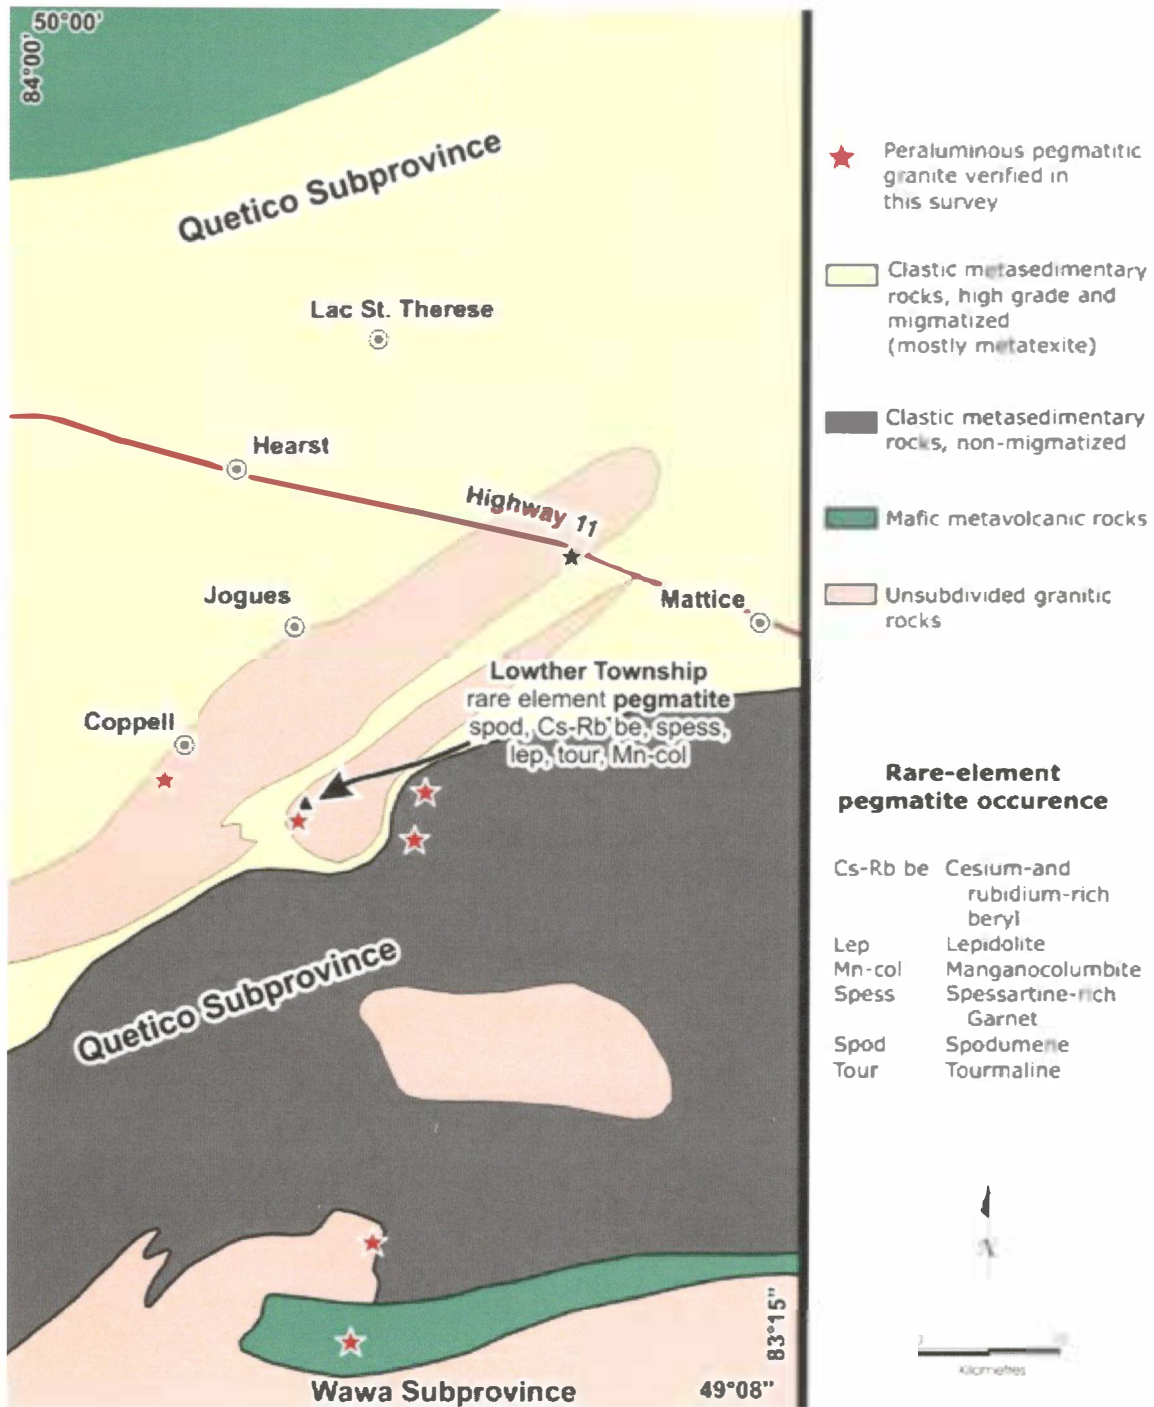 50°00'
84°00'
Quetico Subprovince
Lac St. Therese
Hearst
Highway 11
Jogues
Mattice
Lowther Township
rare element pegmatite
spod, Cs-Rb be, spess,
lep, tour, Mn-col
Coppell
Quetico Subprovince
83°15"
Wawa Subprovince
49°08"
Peraluminous pegmatitic
granite verified in
this survey
Clastic metasedimentary
rocks, high grade and
migmatized
(mostly metatexite)
Clastic metasedimentary
rocks, non-migmatized
Mafic metavolcanic rocks
Unsubdivided granitic
rocks
Rare-element
pegmatite occurence
Cs-Rb be Cesium-and
rubidium-rich
beryl
Lep Lepidolite
Mn-col Manganocolumbite
Spess Spessartine-rich
Garnet
Spod Spodumene
Tour Tourmaline
N
Kilometres